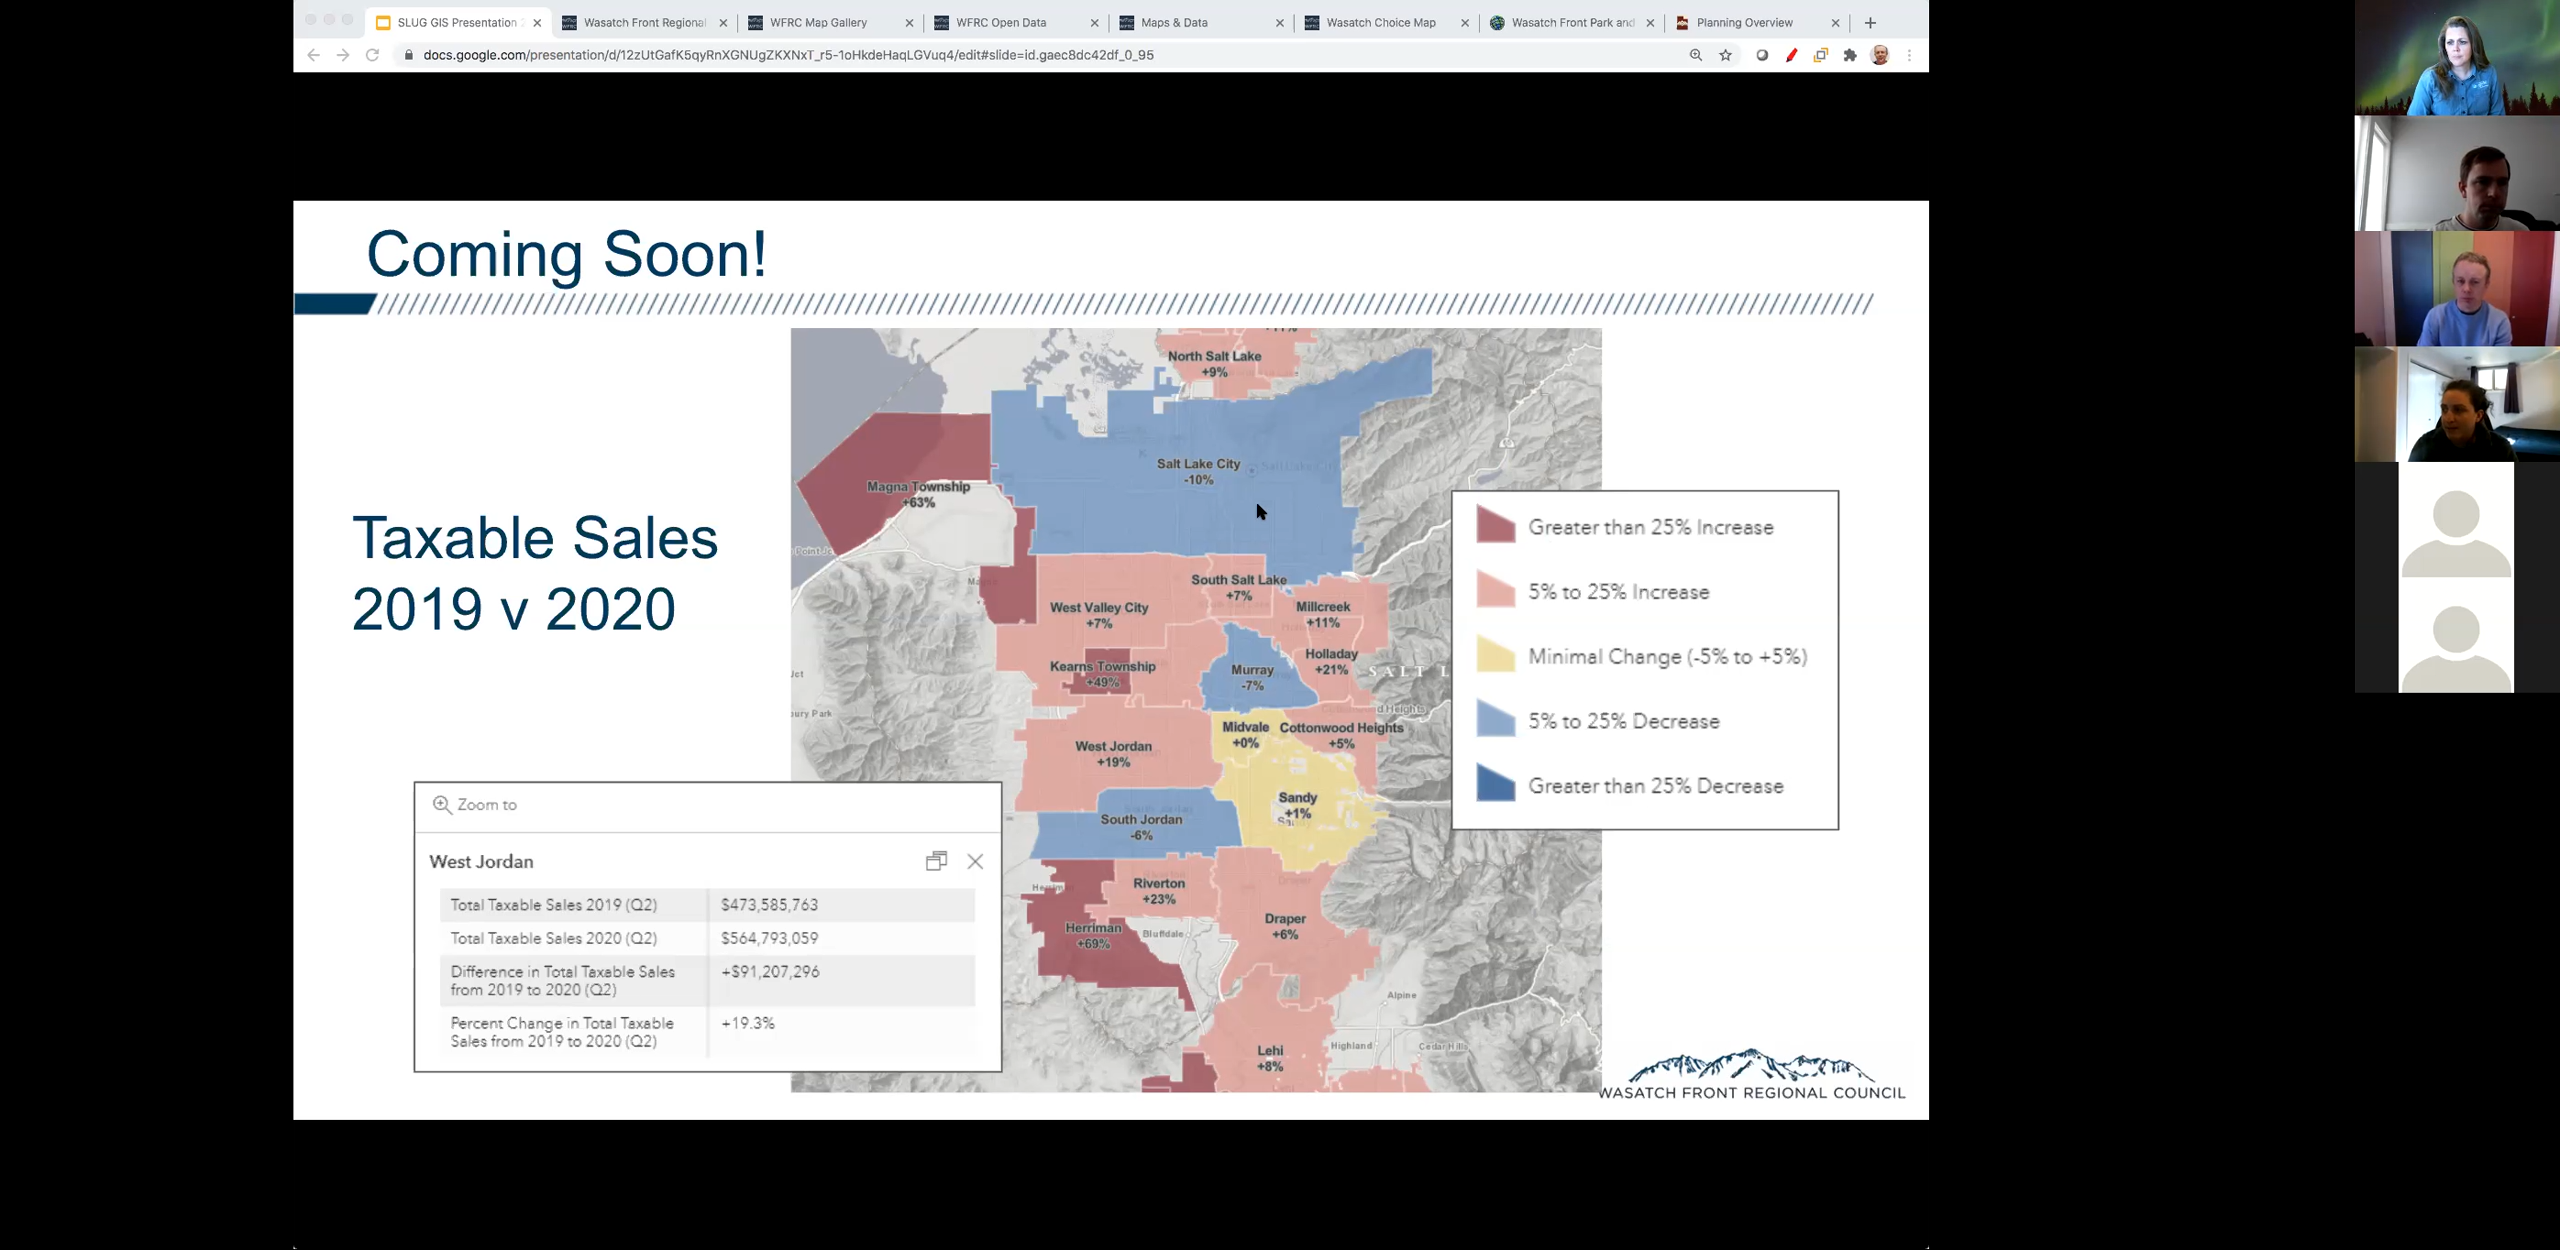 SLUG GIS Presentation 2
Wasatch Front Regional
WFRC Map Gallery
WFRC Open Data
Maps & Data
Wasatch Choice Map
Wasatch Front Park and
Planning Overview
docs.google.com/presentation/d/12zUtGafK5qyRnXGNUgZKXNxT_r5-1oHkdeHaqLGVuq4/edit#slide=id.gaec8dc42df_0_95
Coming Soon!
Taxable Sales
2019 v 2020
North Salt Lake
+9%
Salt Lake City
-10%
Magna Township
+63%
South Salt Lake
+7%
West Valley City
+7%
Millcreek
+11%
Kearns Township
+49%
Murray
-7%
Holladay
+21%
SALT L
bury Park
Midvale
+0%
Cottonwood Heights
+5%
West Jordan
+19%
Sandy
+1%
South Jordan
-6%
Riverton
+23%
Herriman
+69%
Bluffdale
Draper
+6%
Alpine
Highland
Cedar Hills
Lehi
+8%
Greater than 25% Increase
5% to 25% Increase
Minimal Change (-5% to +5%)
5% to 25% Decrease
Greater than 25% Decrease
Zoom to
West Jordan
Total Taxable Sales 2019 (Q2)
$473,585,763
Total Taxable Sales 2020 (Q2)
$564,793,059
Difference in Total Taxable Sales
from 2019 to 2020 (Q2)
+$91,207,296
Percent Change in Total Taxable
Sales from 2019 to 2020 (Q2)
+19.3%
WASATCH FRONT REGIONAL COUNCIL